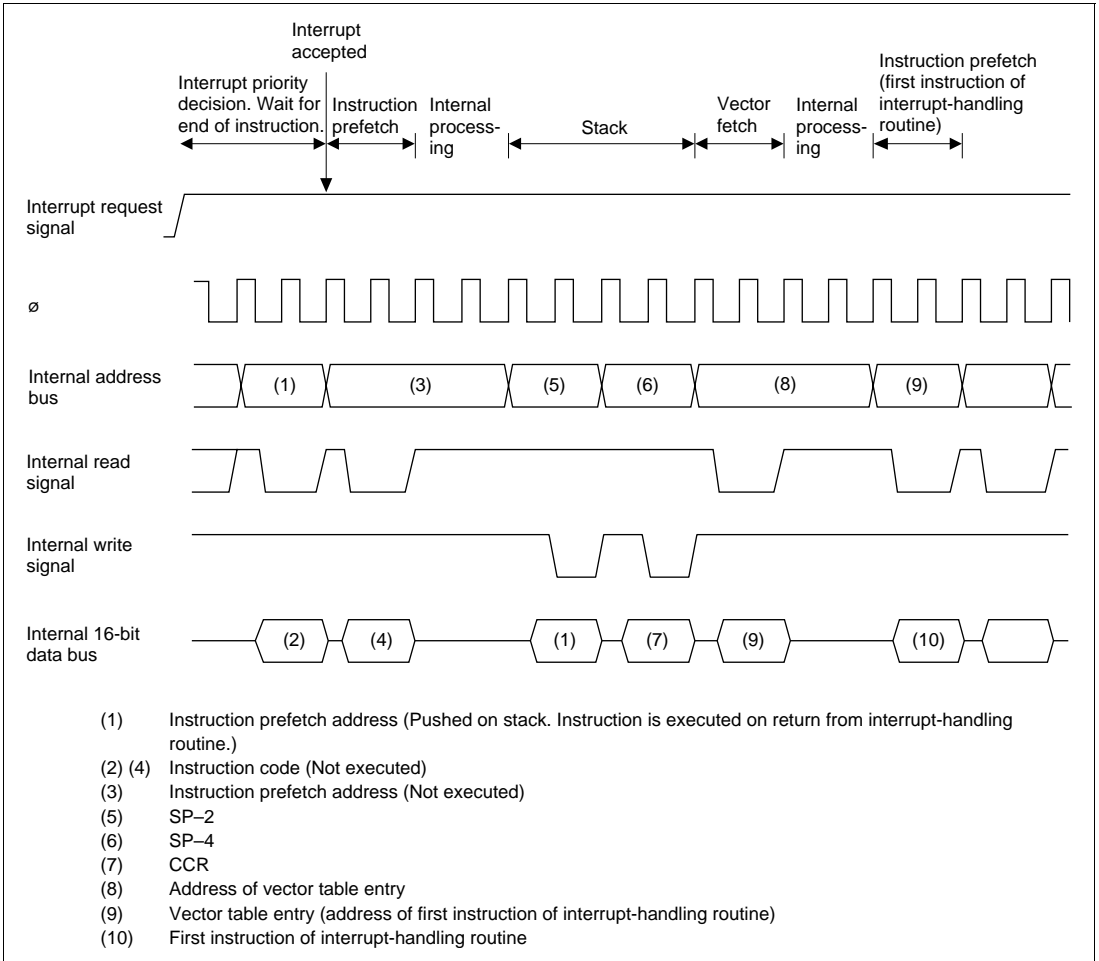 Interrupt
accepted
Interrupt priority
decision. Wait for
end of instruction.
Instruction
prefetch
Internal
process-
ing
Stack
Vector
fetch
Internal
process-
ing
Instruction prefetch
(first instruction of
interrupt-handling
routine)
Interrupt request
signal
ø
Internal address
bus
(1) (3) (5) (6) (8) (9)
Internal read
signal
Internal write
signal
Internal 16-bit
data bus
(2) (4) (1) (7) (9) (10)
(1) Instruction prefetch address (Pushed on stack. Instruction is executed on return from interrupt-handling
routine.)
(2) (4) Instruction code (Not executed)
(3) Instruction prefetch address (Not executed)
(5) SP–2
(6) SP–4
(7) CCR
(8) Address of vector table entry
(9) Vector table entry (address of first instruction of interrupt-handling routine)
(10) First instruction of interrupt-handling routine